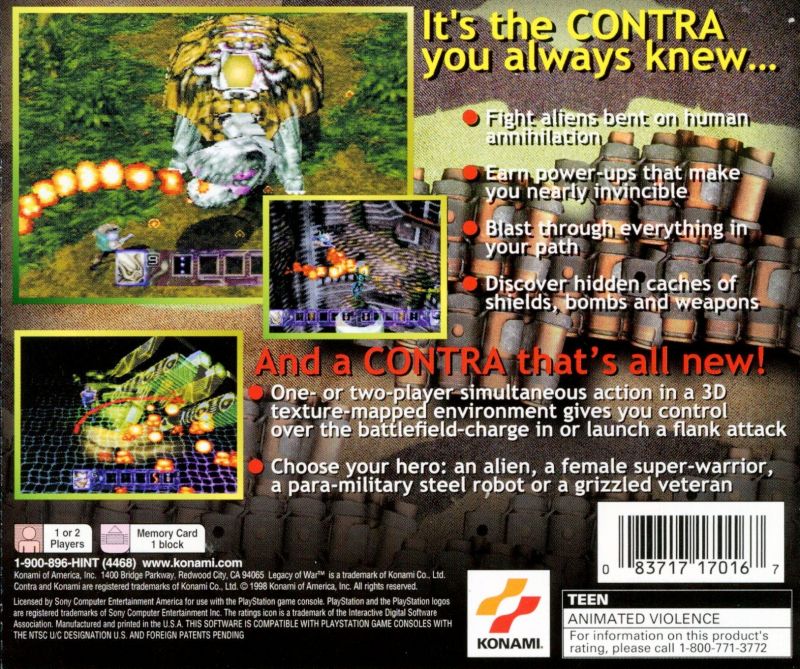 It's the CONTRA
you always knew...
Fight aliens bent on human
annihilation
Earn power-ups that make
you nearly invincible
Blast through everything in
your path
Discover hidden caches of
shields, bombs and weapons
And a CONTRA that's all new!
One- or two-player simultaneous action in a 3D
texture-mapped environment gives you control
over the battlefield-charge in or launch a flank attack
Choose your hero: an alien, a female super-warrior,
a para-military steel robot or a grizzled veteran
1 or 2
Players
Memory Card
1 block
1-900-896-HINT (4468) www.konami.com
Konami of America, Inc. 1400 Bridge Parkway, Redwood City, CA 94065 Legacy of War™ is a trademark of Konami Co., Ltd.
Contra and Konami are registered trademarks of Konami Co., Ltd. © 1998 Konami of America, Inc. All rights reserved.
Licensed by Sony Computer Entertainment America for use with the PlayStation game console. PlayStation and the PlayStation logos
are registered trademarks of Sony Computer Entertainment Inc. The ratings icon is a trademark of the Interactive Digital Software
Association. Manufactured and printed in the U.S.A. THIS SOFTWARE IS COMPATIBLE WITH PLAYSTATION GAME CONSOLES WITH
THE NTSC U/C DESIGNATION U.S. AND FOREIGN PATENTS PENDING
KONAMI
0 83717 17016 7
TEEN
ANIMATED VIOLENCE
For information on this product's
rating, please call 1-800-771-3772